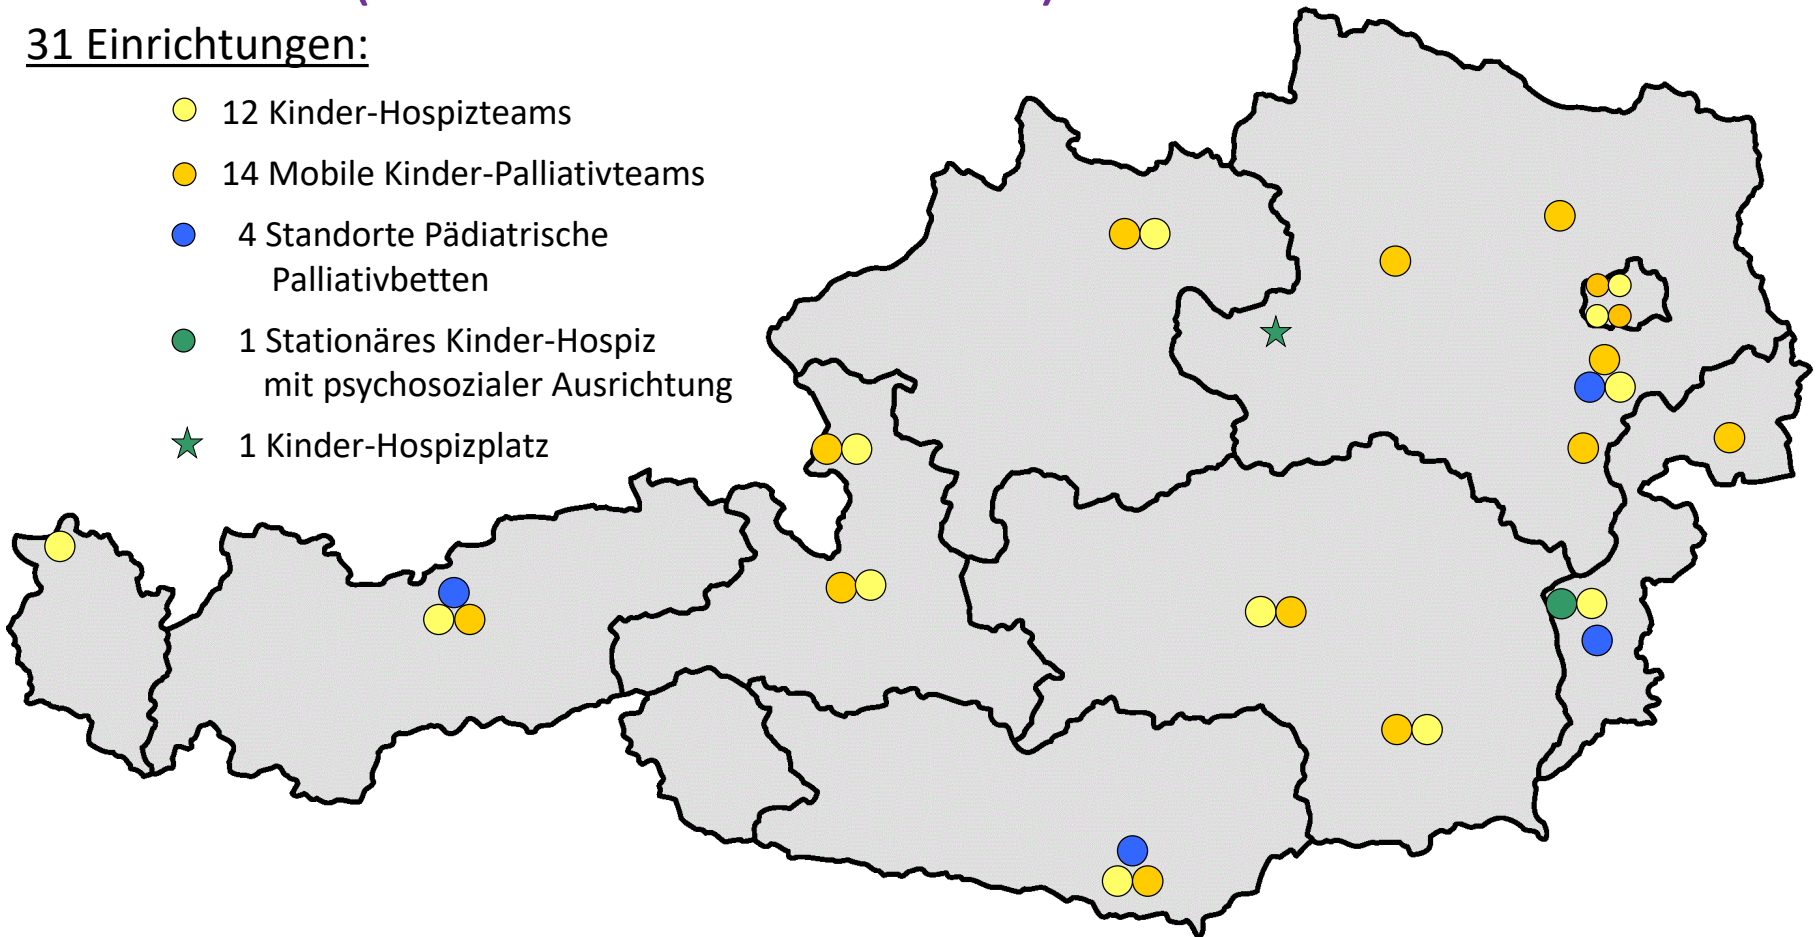 31 Einrichtungen:
12 Kinder-Hospizteams
14 Mobile Kinder-Palliativteams
4 Standorte Pädiatrische
Palliativbetten
1 Stationäres Kinder-Hospiz
mit psychosozialer Ausrichtung
1 Kinder-Hospizplatz